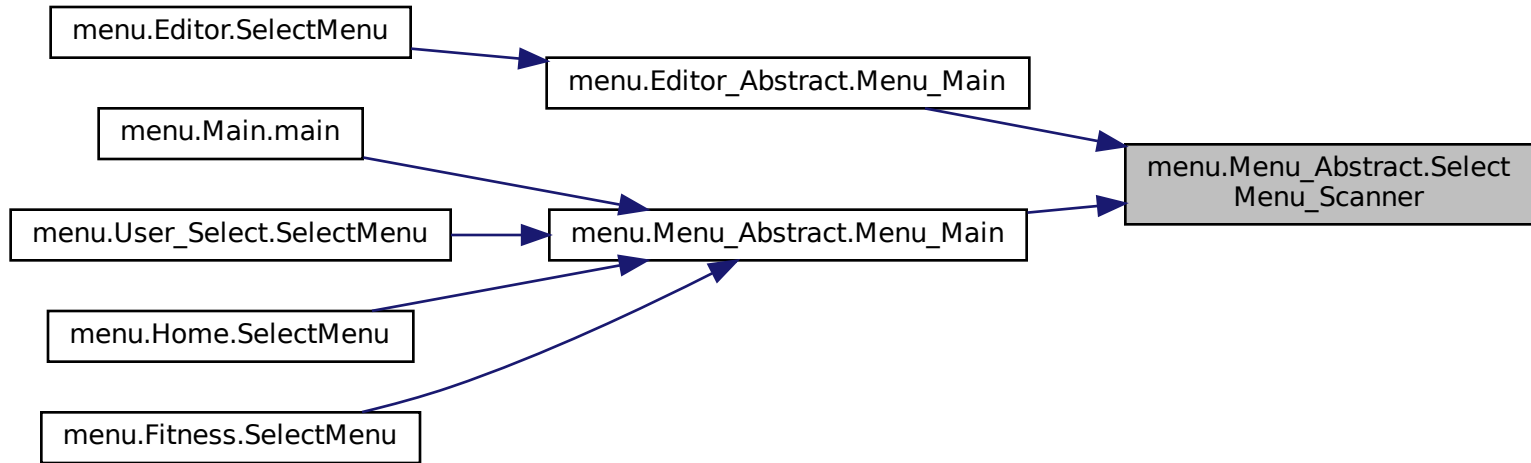 menu.Editor.SelectMenu
menu.Editor_Abstract.Menu_Main
menu.Main.main
menu.Menu_Abstract.Select
Menu_Scanner
menu.User_Select.SelectMenu
menu.Menu_Abstract.Menu_Main
menu.Home.SelectMenu
menu.Fitness.SelectMenu